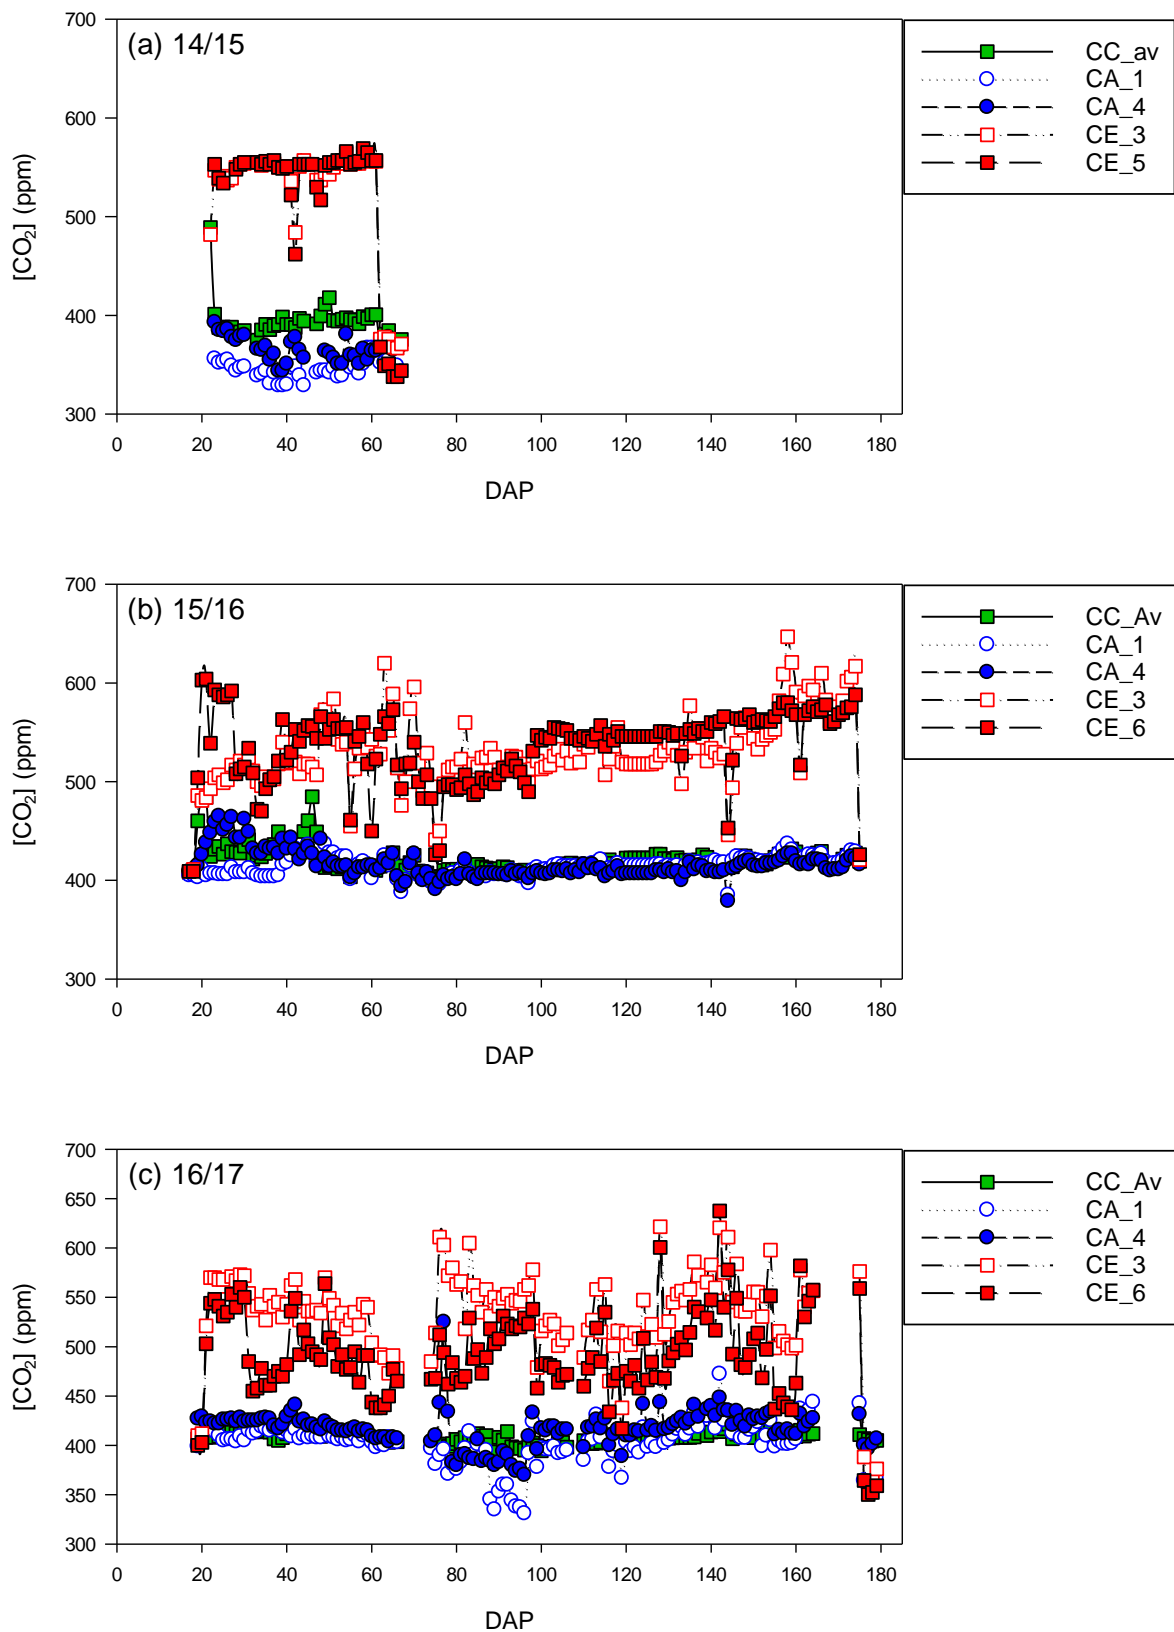 (a) 14/15
700
600
500
400
300
[CO₂] (ppm)
0 20 40 60 80 100 120 140 160 180
DAP
CC_av
CA_1
CA_4
CE_3
CE_5
(b) 15/16
700
600
500
400
300
[CO₂] (ppm)
0 20 40 60 80 100 120 140 160 180
DAP
CC_Av
CA_1
CA_4
CE_3
CE_6
(c) 16/17
700
650
600
550
500
450
400
350
300
[CO₂] (ppm)
0 20 40 60 80 100 120 140 160 180
DAP
CC_Av
CA_1
CA_4
CE_3
CE_6